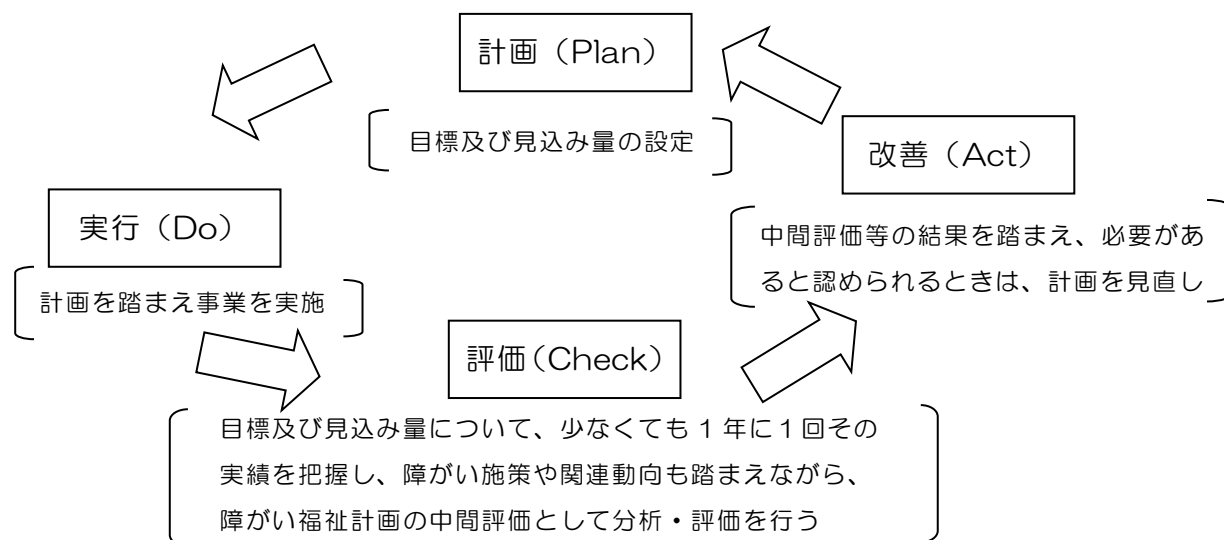 計画（Plan）
目標及び見込み量の設定
改善（Act）
中間評価等の結果を踏まえ、必要があ
ると認められるときは、計画を見直し
実行（Do）
計画を踏まえ事業を実施
評価（Check）
目標及び見込み量について、少なくても 1 年に 1 回その
実績を把握し、障がい施策や関連動向も踏まえながら、
障がい福祉計画の中間評価として分析・評価を行う